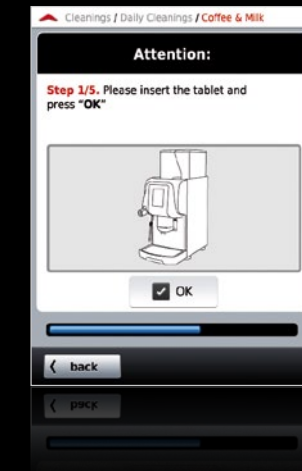 Cleanings / Daily Cleanings / Coffee & Milk
Attention:
Step 1/5. Please insert the tablet and
press “OK”
OK
back